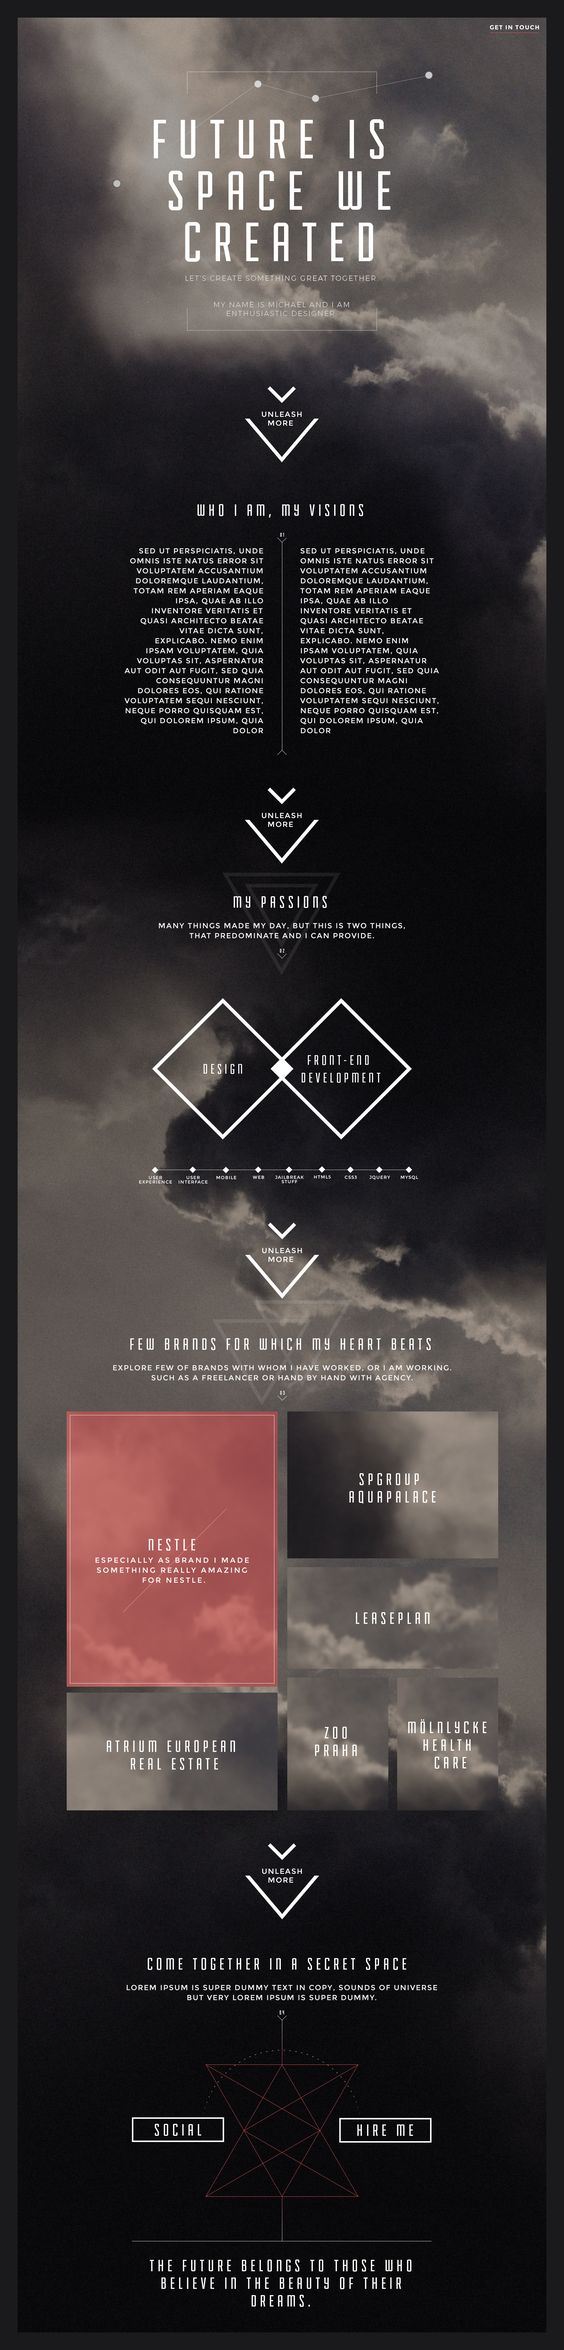 GET IN TOUCH
FUTURE IS
SPACE WE
CREATED
LET'S CREATE SOMETHING GREAT TOGETHER
MY NAME IS MICHAEL AND I AM
ENTHUSIASTIC DESIGNER
UNLEASH
MORE
WHO I AM, MY VISIONS
01
SED UT PERSPICIATIS, UNDE
OMNIS ISTE NATUS ERROR SIT
VOLUPTATEM ACCUSANTIUM
DOLOREMQUE LAUDANTIUM,
TOTAM REM APERIAM EAQUE
IPSA, QUAE AB ILLO
INVENTORE VERITATIS ET
QUASI ARCHITECTO BEATAE
VITAE DICTA SUNT,
EXPLICABO. NEMO ENIM
IPSAM VOLUPTATEM, QUIA
VOLUPTAS SIT, ASPERNATUR
AUT ODIT AUT FUGIT, SED QUIA
CONSEQUUNTUR MAGNI
DOLORES EOS, QUI RATIONE
VOLUPTATEM SEQUI NESCIUNT,
NEQUE PORRO QUISQUAM EST,
QUI DOLOREM IPSUM, QUIA
DOLOR
SED UT PERSPICIATIS, UNDE
OMNIS ISTE NATUS ERROR SIT
VOLUPTATEM ACCUSANTIUM
DOLOREMQUE LAUDANTIUM,
TOTAM REM APERIAM EAQUE
IPSA, QUAE AB ILLO
INVENTORE VERITATIS ET
QUASI ARCHITECTO BEATAE
VITAE DICTA SUNT,
EXPLICABO. NEMO ENIM
IPSAM VOLUPTATEM, QUIA
VOLUPTAS SIT, ASPERNATUR
AUT ODIT AUT FUGIT, SED QUIA
CONSEQUUNTUR MAGNI
DOLORES EOS, QUI RATIONE
VOLUPTATEM SEQUI NESCIUNT,
NEQUE PORRO QUISQUAM EST,
QUI DOLOREM IPSUM, QUIA
DOLOR
UNLEASH
MORE
MY PASSIONS
MANY THINGS MADE MY DAY, BUT THIS IS TWO THINGS,
THAT PREDOMINATE AND I CAN PROVIDE.
02
DESIGN
FRONT-END
DEVELOPMENT
USER
EXPERIENCE
USER
INTERFACE
MOBILE
WEB
JAILBREAK
STUFF
HTML5
CSS3
JQUERY
MYSQL
UNLEASH
MORE
FEW BRANDS FOR WHICH MY HEART BEATS
EXPLORE FEW OF BRANDS WITH WHOM I HAVE WORKED, OR I AM WORKING.
SUCH AS A FREELANCER OR HAND BY HAND WITH AGENCY.
03
NESTLE
ESPECIALLY AS BRAND I MADE
SOMETHING REALLY AMAZING
FOR NESTLE.
SPGROUP
AQUAPALACE
LEASEPLAN
ATRIUM EUROPEAN
REAL ESTATE
ZOO
PRAHA
MÖLNLYCKE
HEALTH
CARE
UNLEASH
MORE
COME TOGETHER IN A SECRET SPACE
LOREM IPSUM IS SUPER DUMMY TEXT IN COPY, SOUNDS OF UNIVERSE
BUT VERY LOREM IPSUM IS SUPER DUMMY.
04
SOCIAL
HIRE ME
THE FUTURE BELONGS TO THOSE WHO
BELIEVE IN THE BEAUTY OF THEIR
DREAMS.